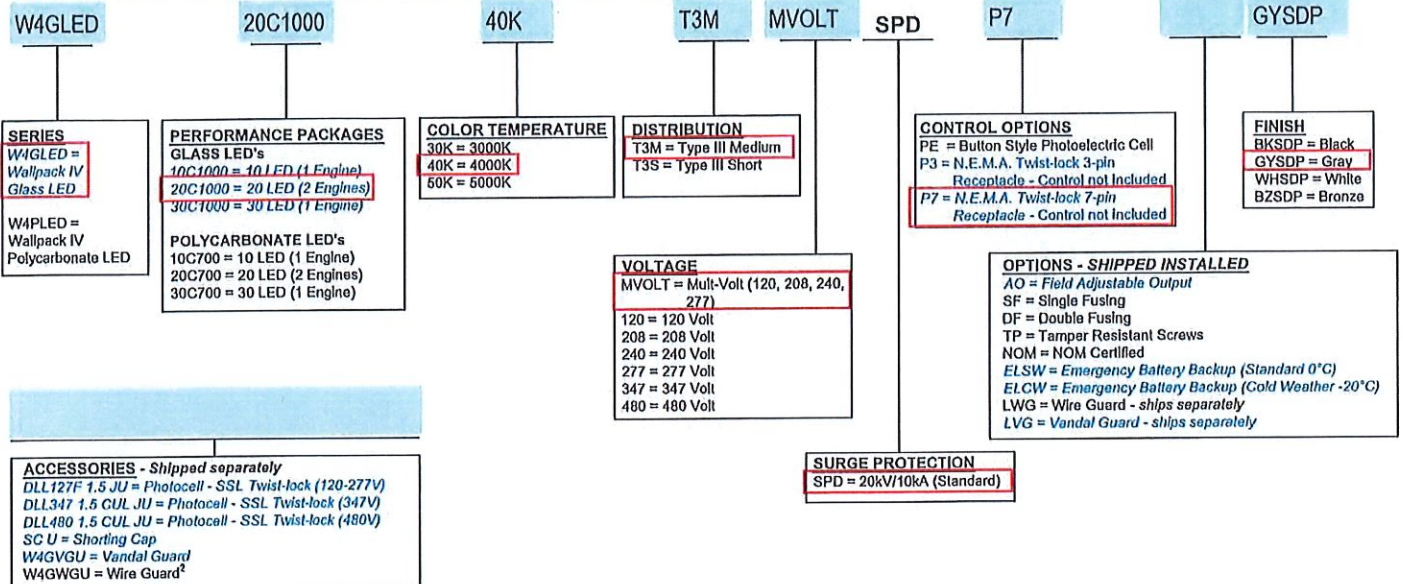 W4GLED 20C1000 40K T3M MVOLT SPD P7 GYSDP
SERIES
W4GLED =
Wallpack IV
Glass LED
W4PLED =
Wallpack IV
Polycarbonate LED
PERFORMANCE PACKAGES
GLASS LED's
10C1000 = 10 LED (1 Engine)
20C1000 = 20 LED (2 Engines)
30C1000 = 30 LED (1 Engine)
POLYCARBONATE LED's
10C700 = 10 LED (1 Engine)
20C700 = 20 LED (2 Engines)
30C700 = 30 LED (1 Engine)
COLOR TEMPERATURE
30K = 3000K
40K = 4000K
50K = 5000K
DISTRIBUTION
T3M = Type III Medium
T3S = Type III Short
CONTROL OPTIONS
PE = Button Style Photoelectric Cell
P3 = N.E.M.A. Twist-lock 3-pin
Receptacle - Control not Included
P7 = N.E.M.A. Twist-lock 7-pin
Receptacle - Control not Included
FINISH
BKSDP = Black
GYSDP = Gray
WHSDP = White
BZSDP = Bronze
VOLTAGE
MVOLT = Mult-Volt (120, 208, 240,
277)
120 = 120 Volt
208 = 208 Volt
240 = 240 Volt
277 = 277 Volt
347 = 347 Volt
480 = 480 Volt
OPTIONS - SHIPPED INSTALLED
AO = Field Adjustable Output
SF = Single Fusing
DF = Double Fusing
TP = Tamper Resistant Screws
NOM = NOM Certified
ELSW = Emergency Battery Backup (Standard 0°C)
ELCW = Emergency Battery Backup (Cold Weather -20°C)
LWG = Wire Guard - ships separately
LVG = Vandal Guard - ships separately
ACCESSORIES - Shipped separately
DLL127F 1.5 JU = Photocell - SSL Twist-lock (120-277V)
DLL347 1.5 CUL JU = Photocell - SSL Twist-lock (347V)
DLL480 1.5 CUL JU = Photocell - SSL Twist-lock (480V)
SC U = Shorting Cap
W4GVGU = Vandal Guard
W4GWGU = Wire Guard²
SURGE PROTECTION
SPD = 20kV/10kA (Standard)